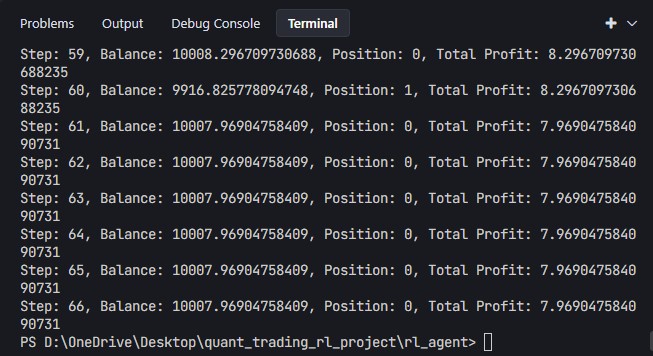 Problems Output Debug Console Terminal
Step: 59, Balance: 10008.296709730688, Position: 0, Total Profit: 8.296709730
688235
Step: 60, Balance: 9916.825778094748, Position: 1, Total Profit: 8.2967097306
88235
Step: 61, Balance: 10007.96904758409, Position: 0, Total Profit: 7.9690475840
90731
Step: 62, Balance: 10007.96904758409, Position: 0, Total Profit: 7.9690475840
90731
Step: 63, Balance: 10007.96904758409, Position: 0, Total Profit: 7.9690475840
90731
Step: 64, Balance: 10007.96904758409, Position: 0, Total Profit: 7.9690475840
90731
Step: 65, Balance: 10007.96904758409, Position: 0, Total Profit: 7.9690475840
90731
Step: 66, Balance: 10007.96904758409, Position: 0, Total Profit: 7.9690475840
90731
PS D:\OneDrive\Desktop\quant_trading_rl_project\rl_agent>